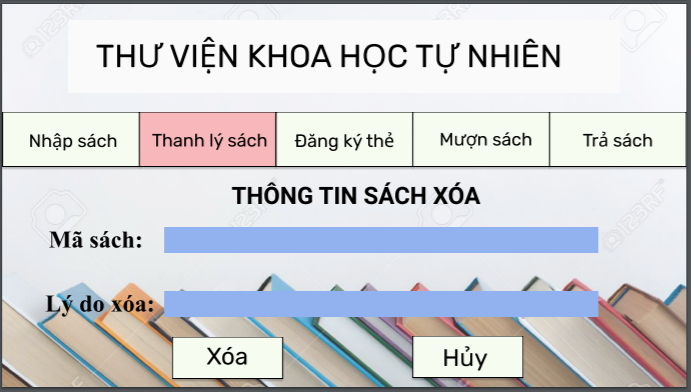 THƯ VIỆN KHOA HỌC TỰ NHIÊN
Nhập sách
Thanh lý sách
Đăng ký thẻ
Mượn sách
Trả sách
THÔNG TIN SÁCH XÓA
Mã sách:
Lý do xóa:
Xóa
Hủy
123RF